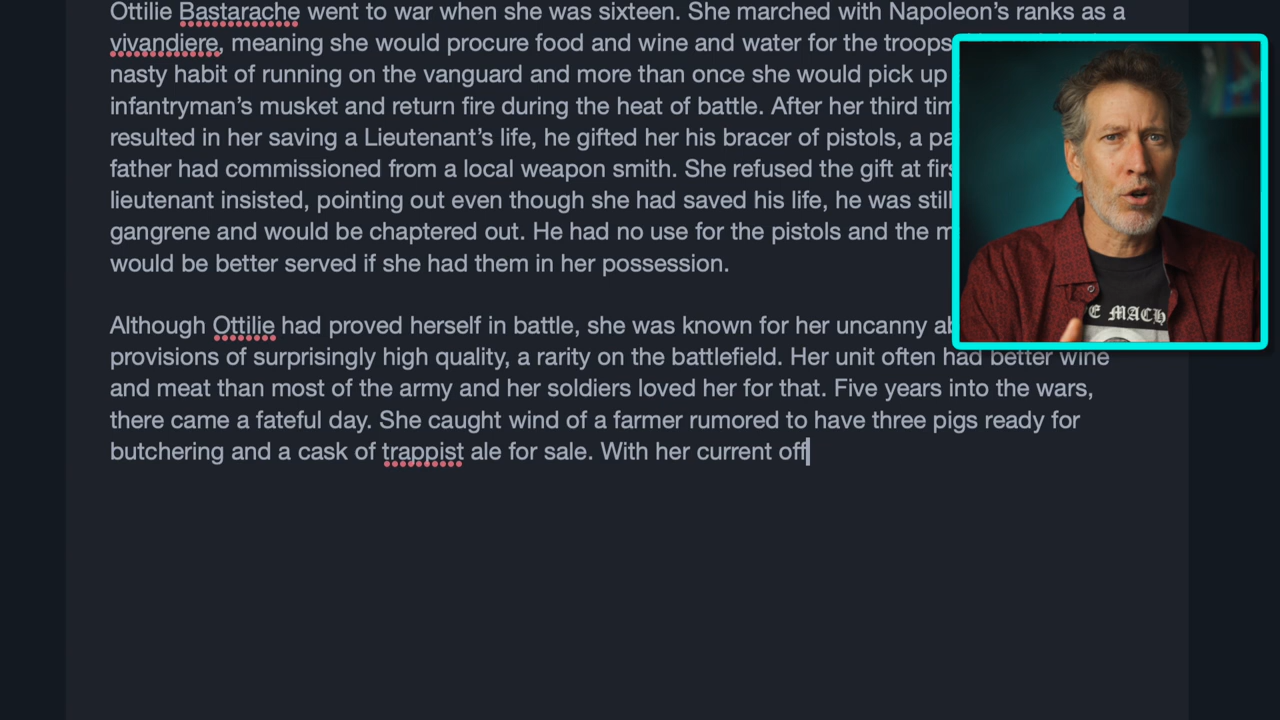 Ottilie Bastarache went to war when she was sixteen. She marched with Napoleon’s ranks as a
vivandiere, meaning she would procure food and wine and water for the troops
nasty habit of running on the vanguard and more than once she would pick up
infantryman’s musket and return fire during the heat of battle. After her third
resulted in her saving a Lieutenant’s life, he gifted her his bracer of pistols, a
father had commissioned from a local weapon smith. She refused the gift at
lieutenant insisted, pointing out even though she had saved his life, he was still
gangrene and would be chaptered out. He had no use for the pistols and the
would be better served if she had them in her possession.
Although Ottilie had proved herself in battle, she was known for her uncanny
provisions of surprisingly high quality, a rarity on the battlefield. Her unit often had better wine
and meat than most of the army and her soldiers loved her for that. Five years into the wars,
there came a fateful day. She caught wind of a farmer rumored to have three pigs ready for
butchering and a cask of trappist ale for sale. With her current off
E MACH